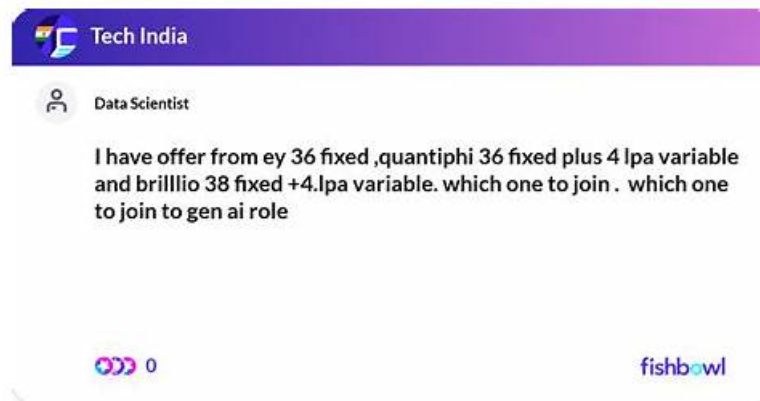 Tech India
Data Scientist
I have offer from ey 36 fixed ,quantiphi 36 fixed plus 4 lpa variable
and brilllio 38 fixed +4.lpa variable. which one to join . which one
to join to gen ai role
0
fishbowl